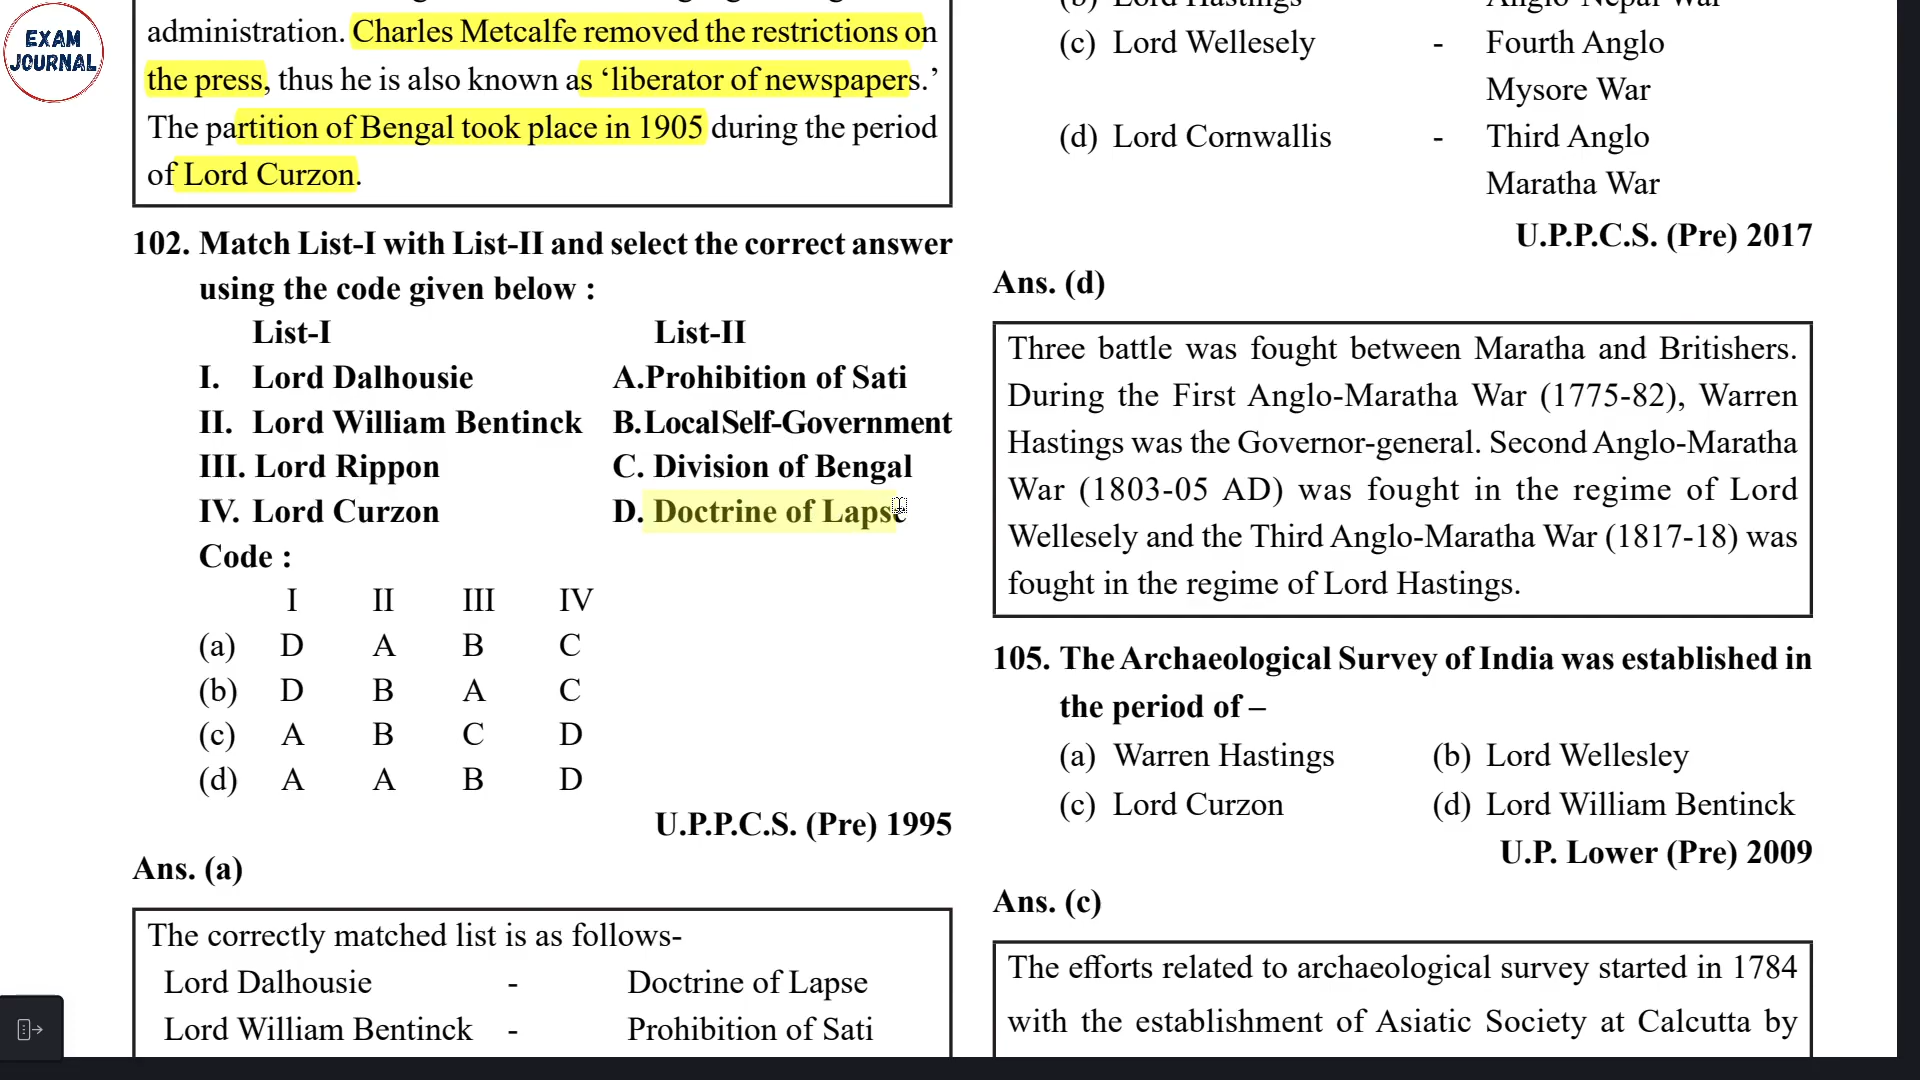 EXAM
JOURNAL
administration. Charles Metcalfe removed the restrictions on
the press, thus he is also known as ‘liberator of newspapers.’
The partition of Bengal took place in 1905 during the period
of Lord Curzon.
102. Match List-I with List-II and select the correct answer
using the code given below :
List-I List-II
I. Lord Dalhousie A.Prohibition of Sati
II. Lord William Bentinck B.Local Self-Government
III. Lord Rippon C. Division of Bengal
IV. Lord Curzon D. Doctrine of Lapse
Code :
I II III IV
(a) D A B C
(b) D B A C
(c) A B C D
(d) A A B D
U.P.P.C.S. (Pre) 1995
Ans. (a)
The correctly matched list is as follows-
Lord Dalhousie - Doctrine of Lapse
Lord William Bentinck - Prohibition of Sati
(b) Lord Hastings Anglo-Nepal War
(c) Lord Wellesely - Fourth Anglo
Mysore War
(d) Lord Cornwallis - Third Anglo
Maratha War
U.P.P.C.S. (Pre) 2017
Ans. (d)
Three battle was fought between Maratha and Britishers.
During the First Anglo-Maratha War (1775-82), Warren
Hastings was the Governor-general. Second Anglo-Maratha
War (1803-05 AD) was fought in the regime of Lord
Wellesely and the Third Anglo-Maratha War (1817-18) was
fought in the regime of Lord Hastings.
105. The Archaeological Survey of India was established in
the period of –
(a) Warren Hastings (b) Lord Wellesley
(c) Lord Curzon (d) Lord William Bentinck
U.P. Lower (Pre) 2009
Ans. (c)
The efforts related to archaeological survey started in 1784
with the establishment of Asiatic Society at Calcutta by